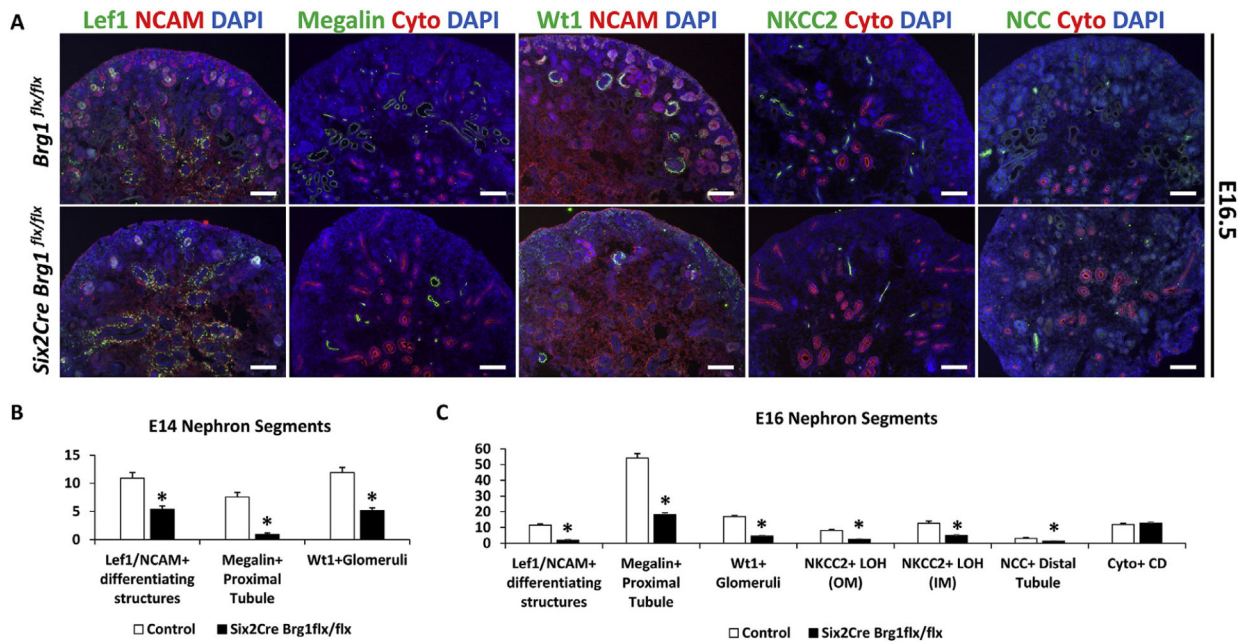 A
Lef1 NCAM DAPI
Megalin Cyto DAPI
Wt1 NCAM DAPI
NKCC2 Cyto DAPI
NCC Cyto DAPI
Brg1 flx/flx
Six2Cre Brg1 flx/flx
E16.5
B
E14 Nephron Segments
15
10
5
0
*
*
*
Lef1/NCAM+
differentiating
structures
Megalin+
Proximal
Tubule
Wt1+Glomeruli
Control
Six2Cre Brg1flx/flx
C
E16 Nephron Segments
60
50
40
30
20
10
0
*
*
*
*
*
*
Lef1/NCAM+
differentiating
structures
Megalin+
Proximal
Tubule
Wt1+
Glomeruli
NKCC2+ LOH
(OM)
NKCC2+ LOH
(IM)
NCC+ Distal
Tubule
Cyto+ CD
Control
Six2Cre Brg1flx/flx